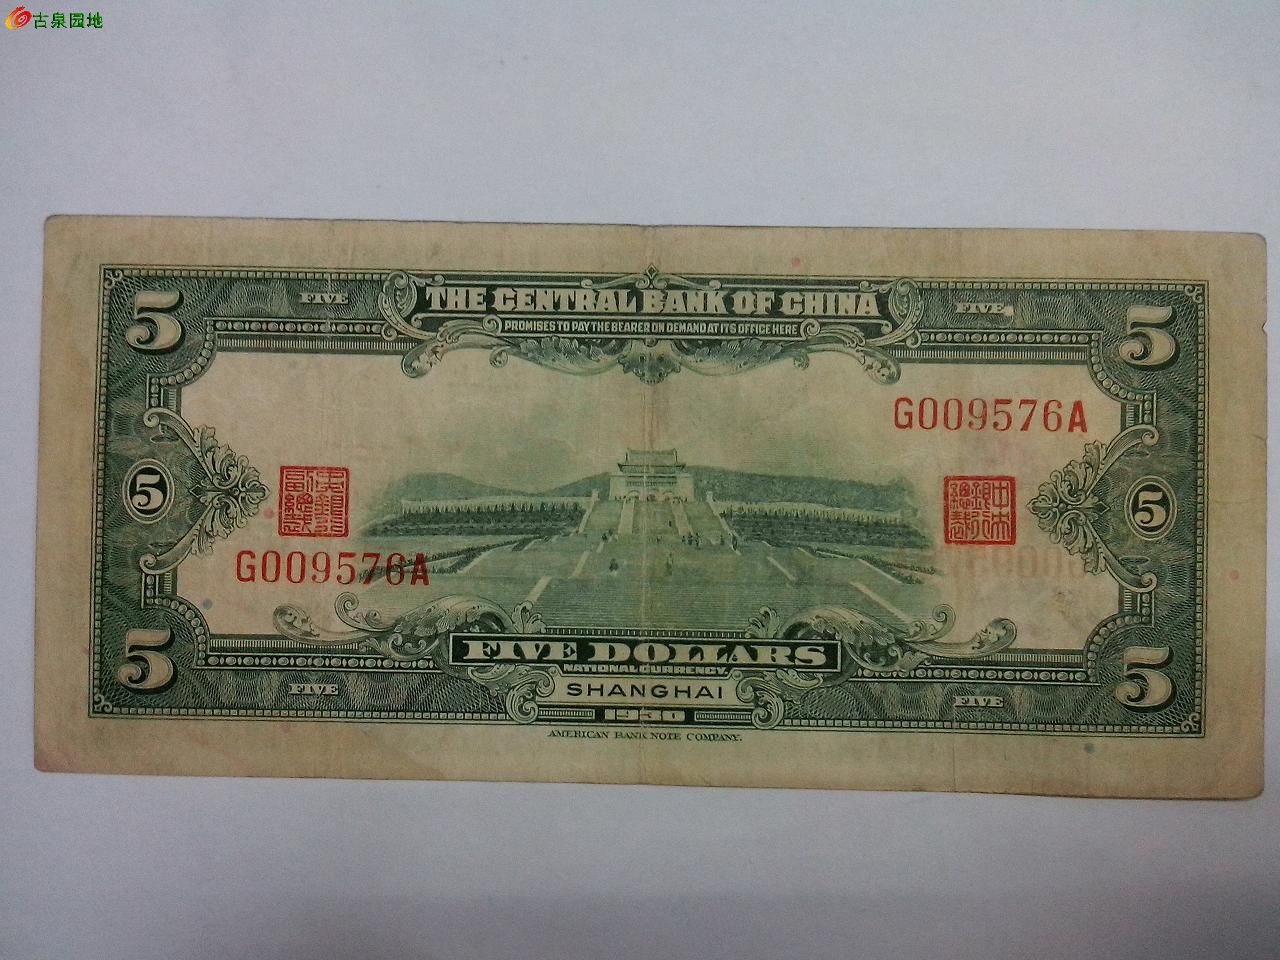 古泉园地
5 FIVE THE CENTRAL BANK OF CHINA FIVE 5
PROMISES TO PAY THE BEARER ON DEMAND AT ITS OFFICE HERE
G009576A
5 5
G009576A
FIVE DOLLARS
NATIONAL CURRENCY
SHANGHAI
5 FIVE 1930 FIVE 5
AMERICAN BANK NOTE COMPANY.